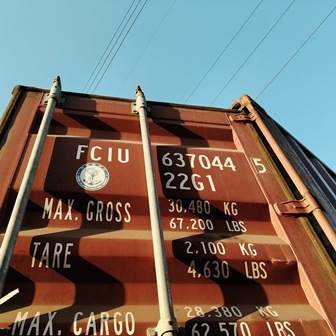 FCIU 637044 5
22G1
MAX. GROSS 30,480 KG
67.200 LBS
TARE 2.100 KG
4,630 LBS
MAX. CARGO 28.380 KG
62.570 LBS